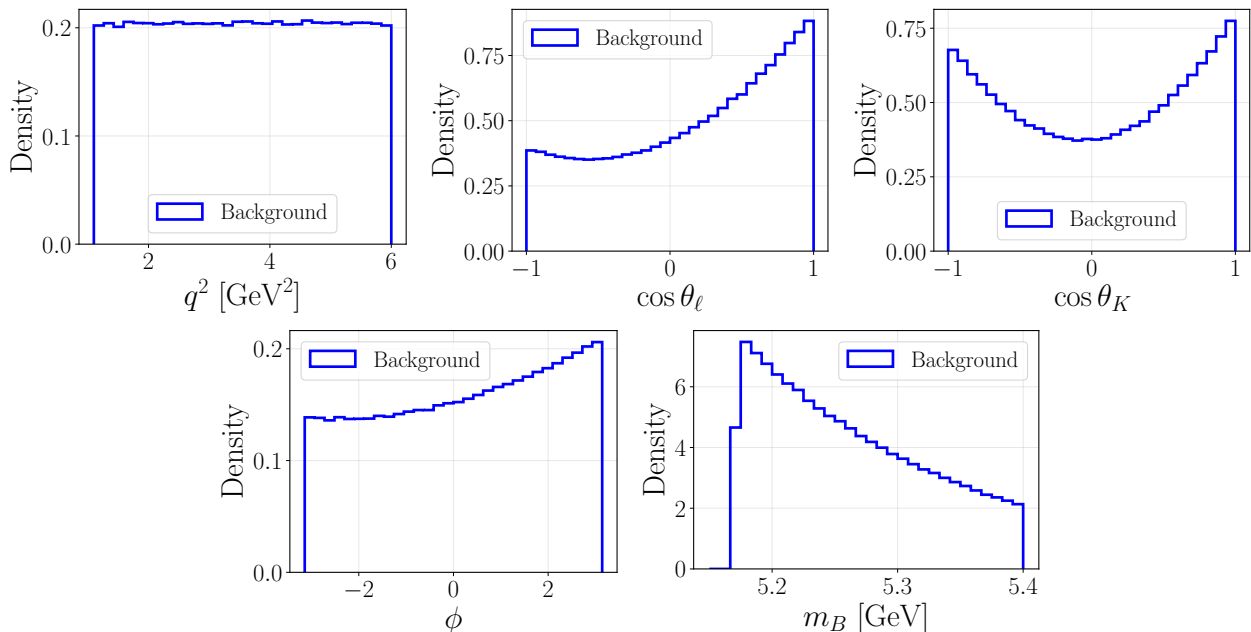 0.2
0.1
0.0
Density
Background
2
4
6
q² [GeV²]
0.75
0.50
0.25
0.00
Density
Background
−1
0
1
cos θ_ℓ
0.75
0.50
0.25
0.00
Density
Background
−1
0
1
cos θ_K
0.2
0.1
0.0
Density
Background
−2
0
2
ϕ
6
4
2
0
Density
Background
5.2
5.3
5.4
m_B [GeV]